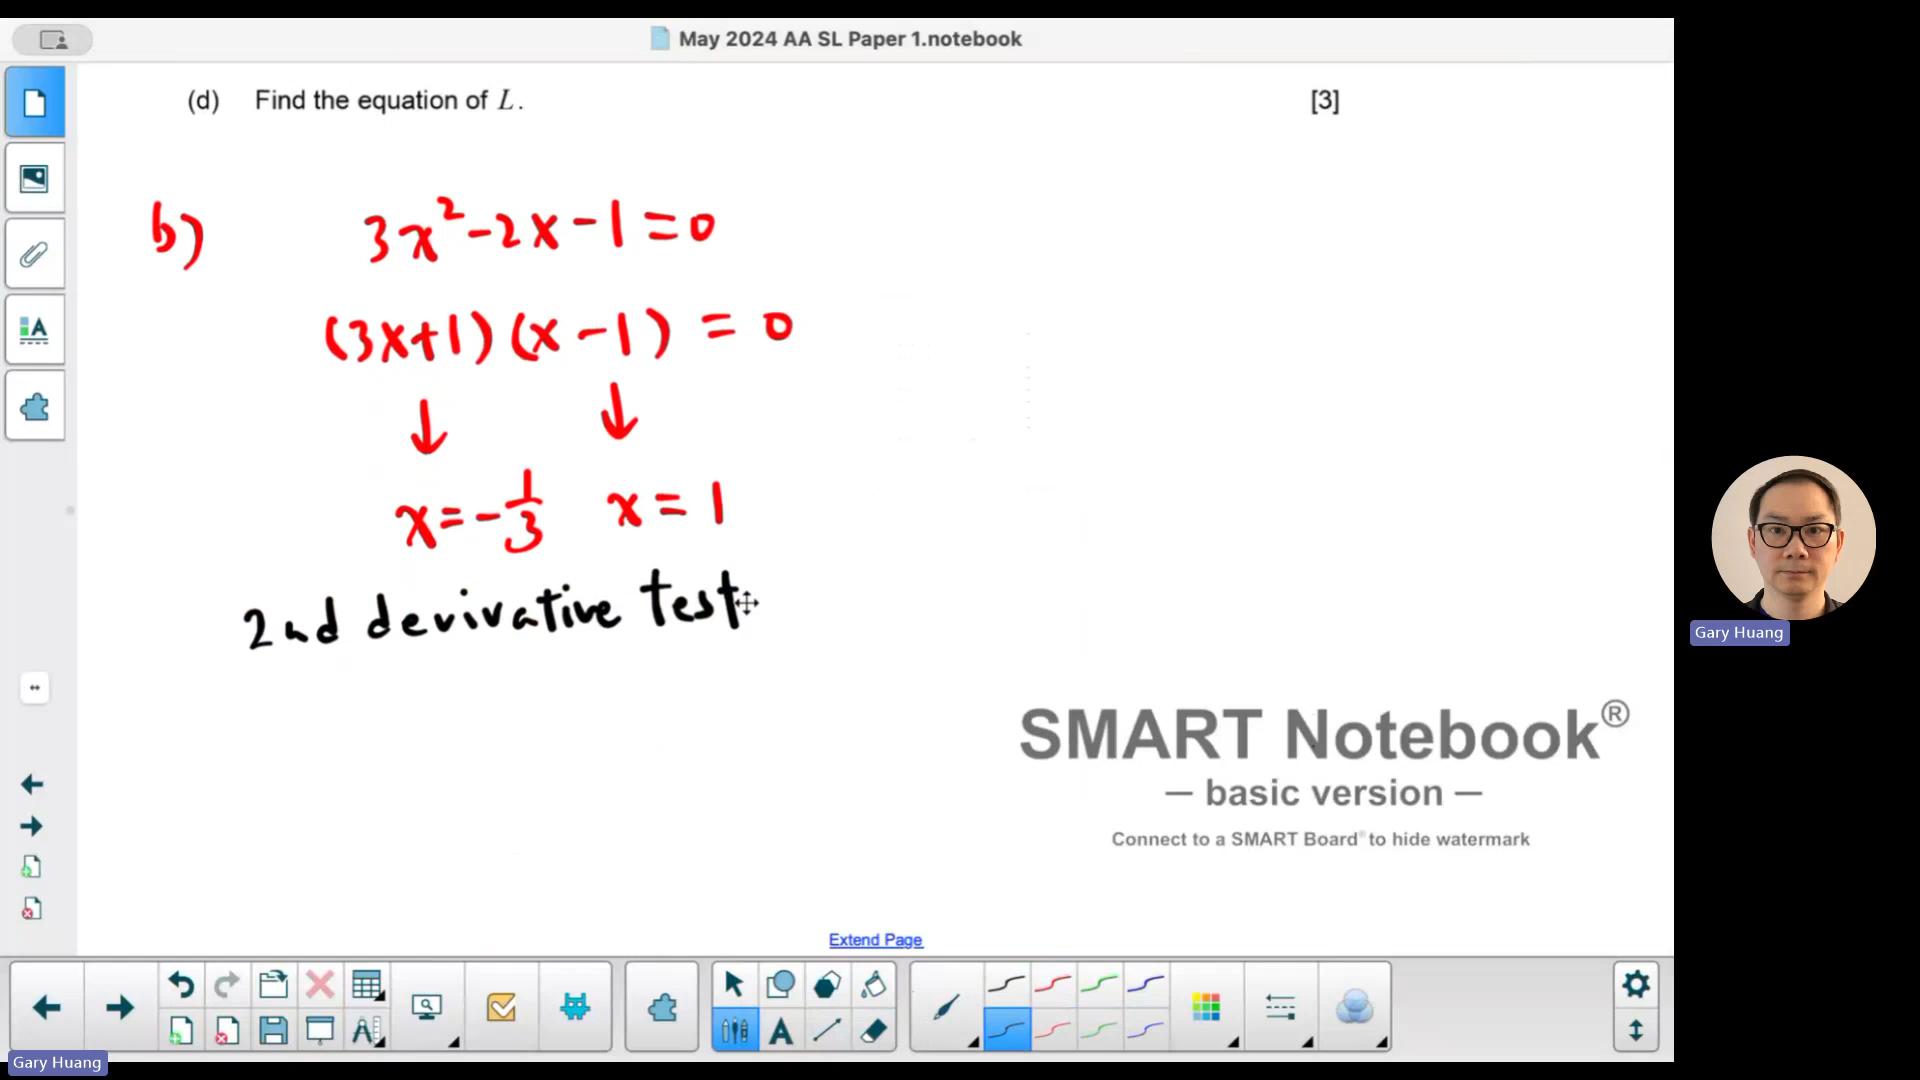 May 2024 AA SL Paper 1.notebook
(d) Find the equation of L. [3]
b) 3x²-2x-1=0
(3x+1)(x-1)=0
↓ ↓
x=-1/3 x=1
2nd derivative test
Gary Huang
SMART Notebook®
— basic version —
Connect to a SMART Board® to hide watermark
Extend Page
Gary Huang